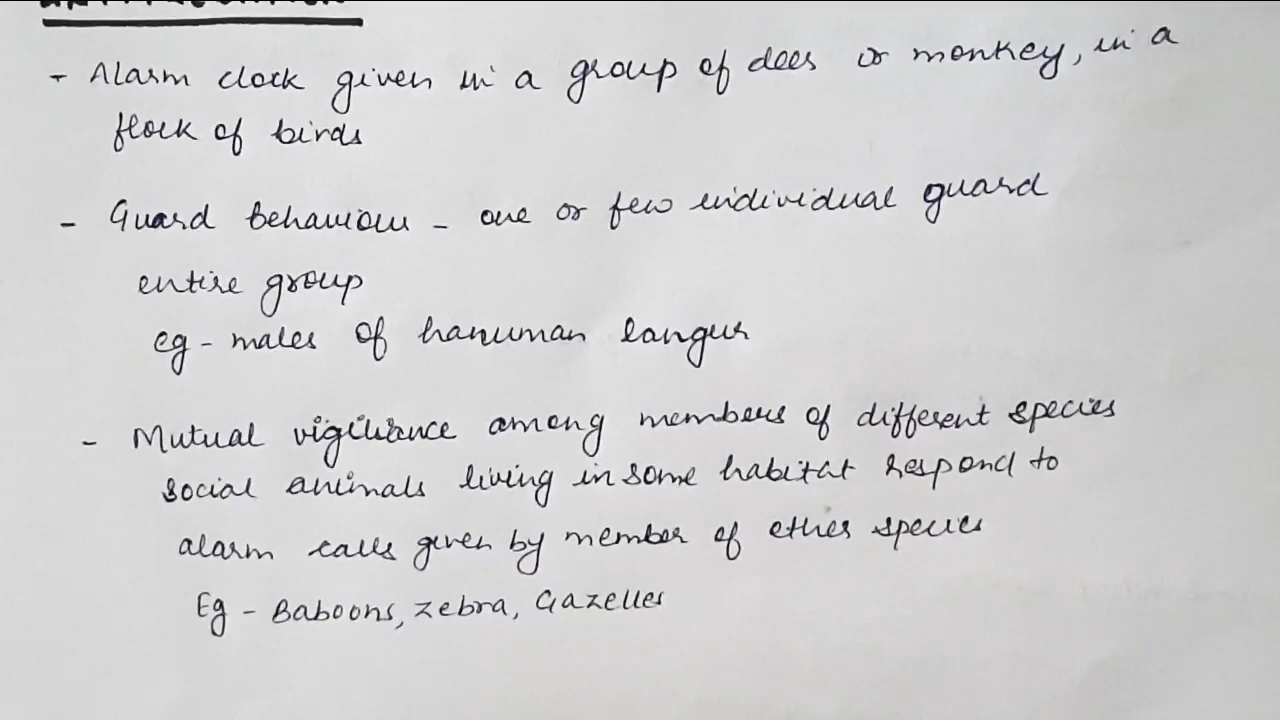 - Alarm clock given in a group of deer or monkey, in a
flock of birds
- Guard behaviour - one or few individual guard
entire group
eg - males of hanuman langur
- Mutual vigiliance among members of different species
social animals living in some habitat respond to
alarm calls given by member of other species
Eg - Baboons, zebra, Gazelles